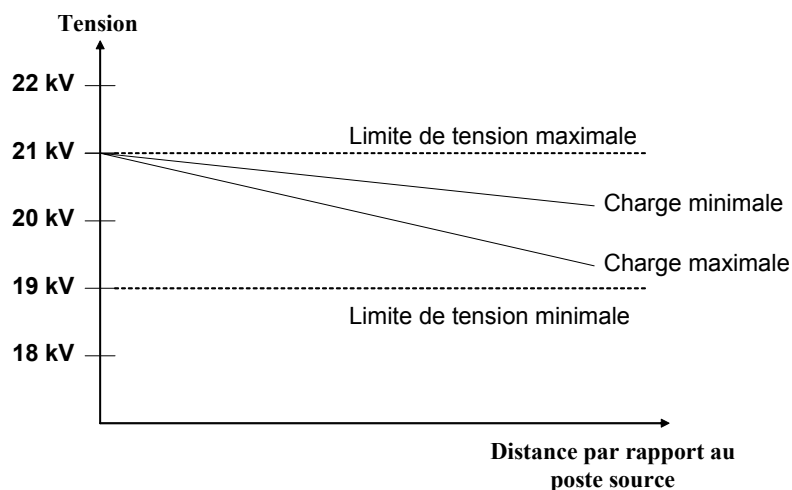 Tension
22 kV
Limite de tension maximale
21 kV
Charge minimale
20 kV
Charge maximale
19 kV
Limite de tension minimale
18 kV
Distance par rapport au
poste source